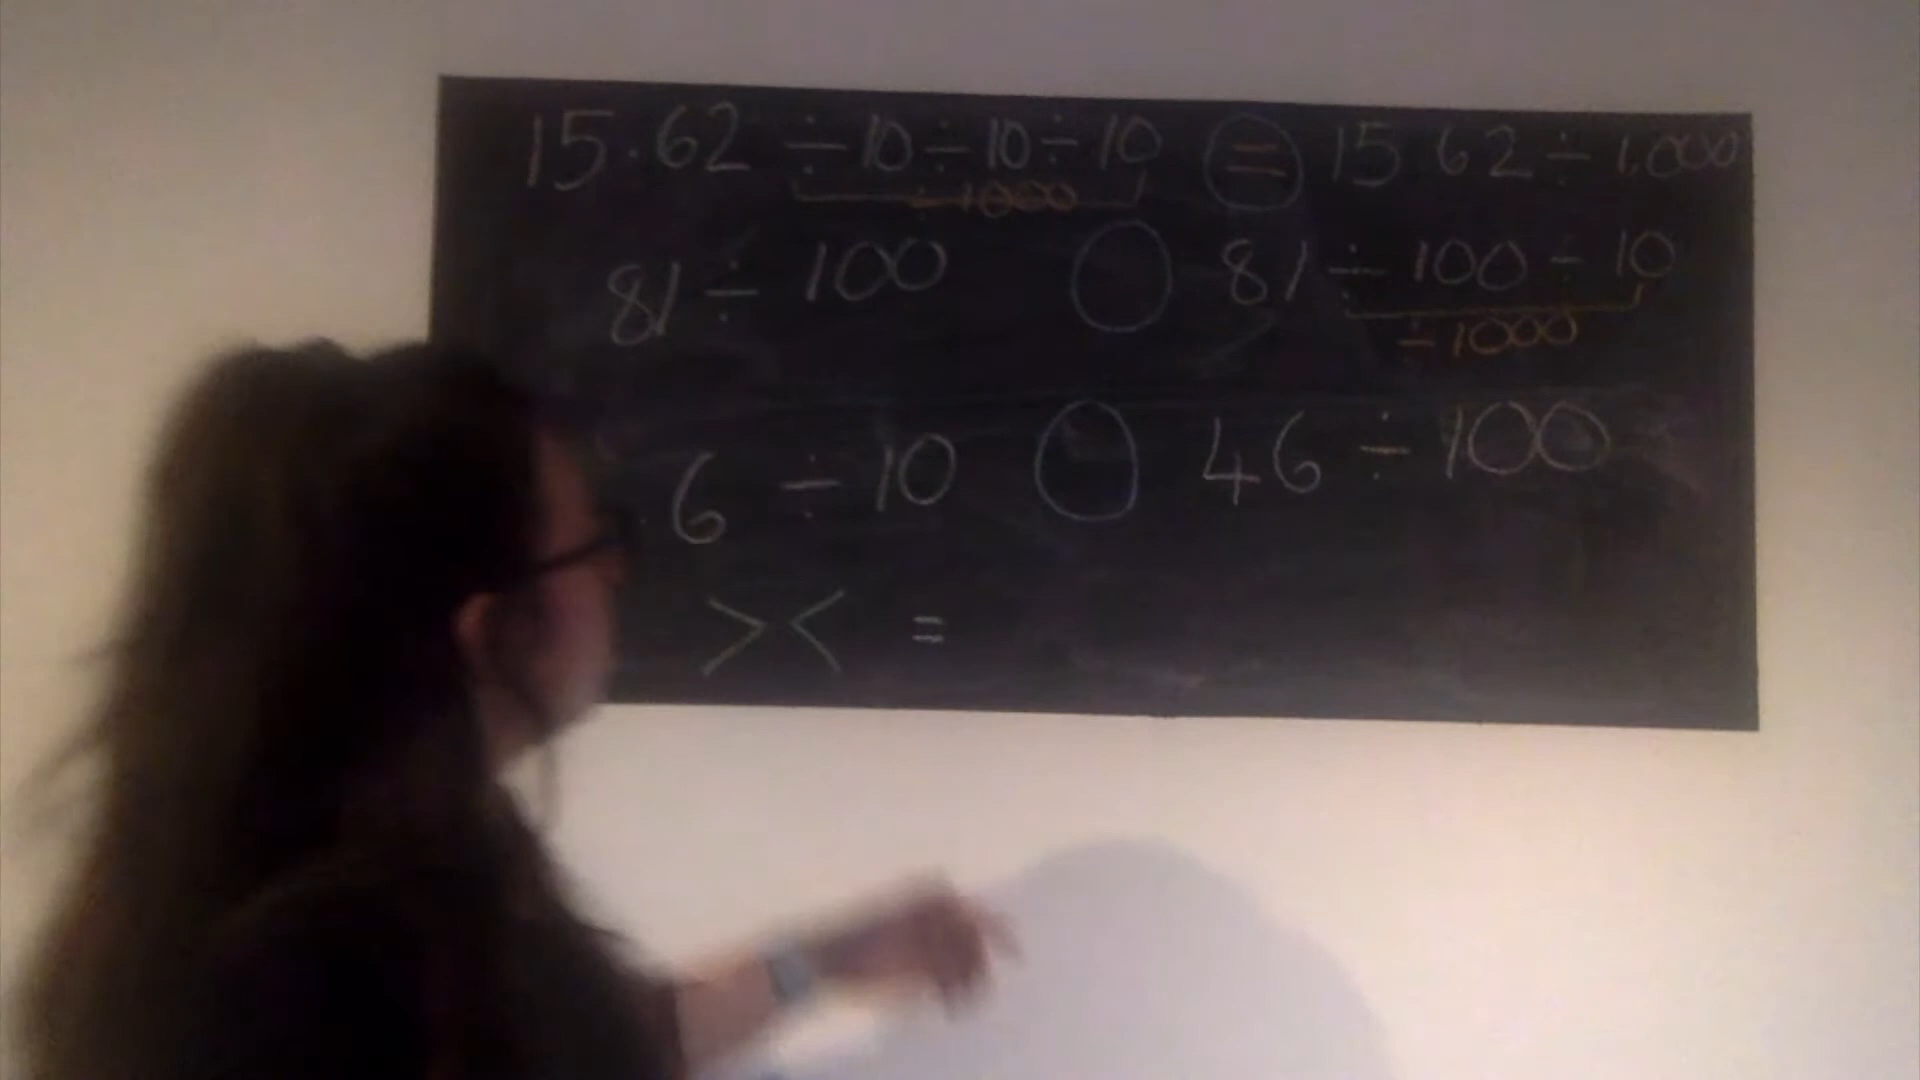 15.62 ÷ 10 ÷ 10 ÷ 10 = 15.62 ÷ 1,000
÷ 1000
81 ÷ 100 81 ÷ 100 ÷ 10
÷ 1000
.6 ÷ 10 46 ÷ 100
> < =